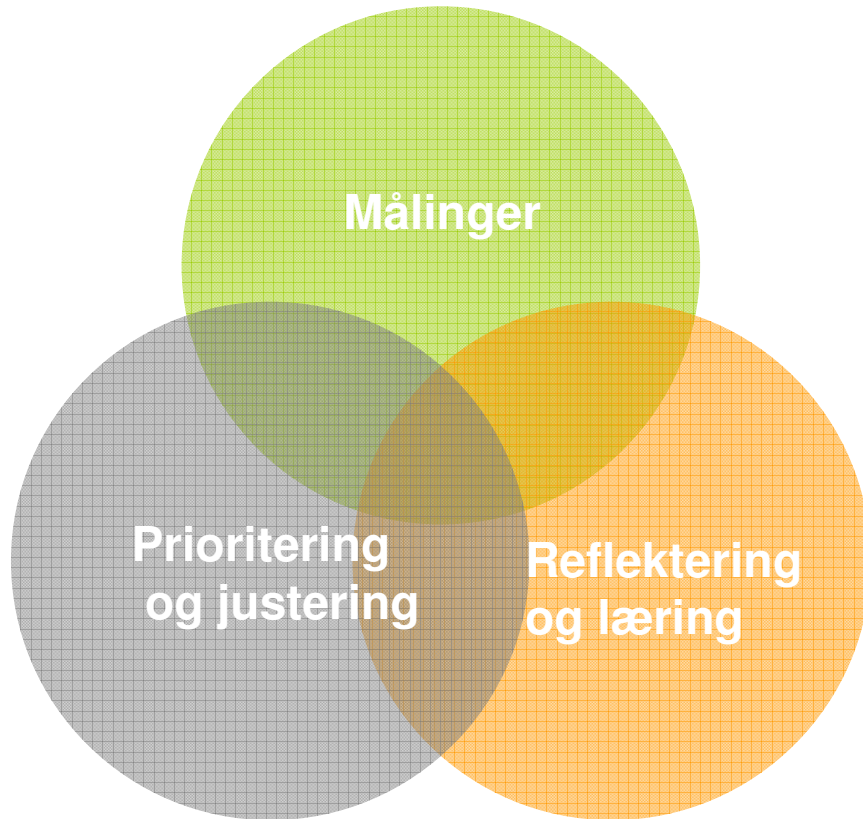 Målinger
Prioritering
og justering
Reflektering
og læring